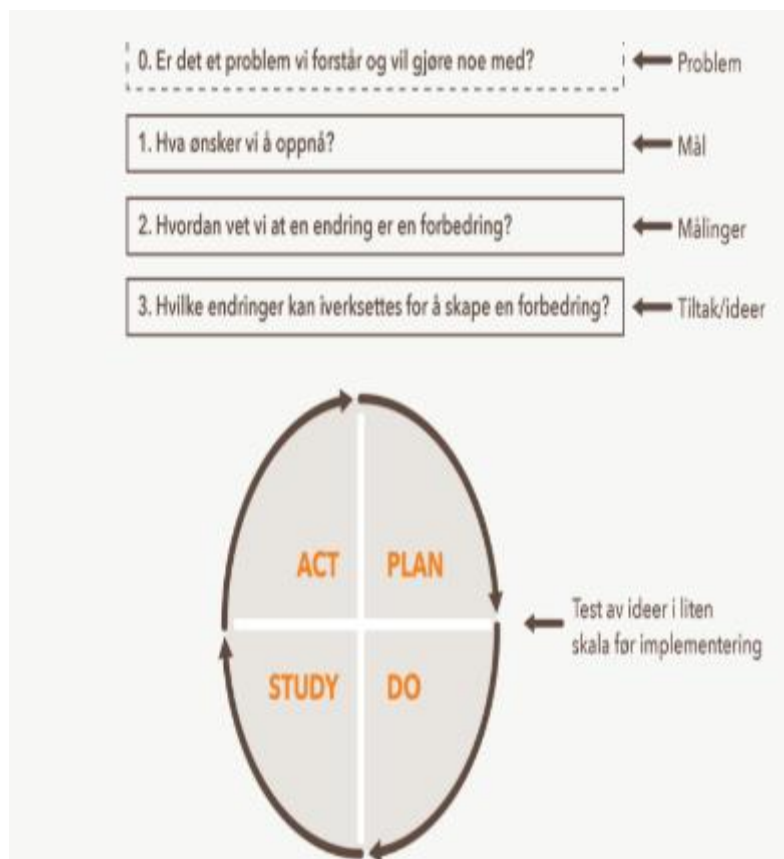 0. Er det et problem vi forstår og vil gjøre noe med?
Problem
1. Hva ønsker vi å oppnå?
Mål
2. Hvordan vet vi at en endring er en forbedring?
Målinger
3. Hvilke endringer kan iverksettes for å skape en forbedring?
Tiltak/ideer
ACT
PLAN
Test av ideer i liten
skala før implementering
STUDY
DO